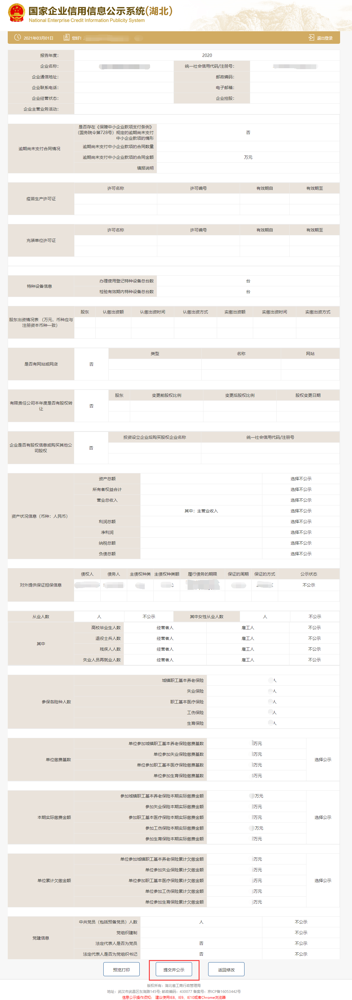 国家企业信用信息公示系统(湖北)
National Enterprise Credit Information Publicity System
2021年03月01日 您好! 退出登录
报告年度: 2020
企业名称: 统一社会信用代码/注册号:
企业通信地址: 邮政编码:
企业联系电话: 电子邮箱:
企业经营状态: 企业控股:
企业主营业务活动:
逾期尚未支付合同情况
是否存在《保障中小企业款项支付条例》
(国务院令第728号)规定的逾期尚未支付
中小企业款项的情形
否
逾期尚未支付中小企业款项的合同数量
逾期尚未支付中小企业款项的合同金额 万元
填报说明
疫苗生产许可证
许可名称 许可编号 有效期自 有效期至
充装单位许可证
许可名称 许可编号 有效期自 有效期至
特种设备信息
办理使用登记特种设备总台数 台
检验有效期内特种设备总台数 台
股东出资情况表 (万元,币种应与
注册资本币种一致)
股东 认缴出资额 认缴出资时间 认缴出资方式 实缴出资额 实缴出资时间 实缴出资方式
是否有网站或网店 否
类型 名称 网站
有限责任公司本年度是否有股权转
让
否
股东 变更前股权比例 变更后股权比例 股权变更日期
企业是否有股权信息或购买其他公
司股权
否
投资设立企业后购买股权企业名称 统一社会信用代码/注册号
资产状况信息(币种:人民币)
资产总额 选择不公示
所有者权益合计 选择不公示
营业总收入 选择不公示
其中:主营业收入 选择不公示
利润总额 选择不公示
净利润 选择不公示
纳税总额 选择不公示
负债总额 选择不公示
对外提供保证担保信息
债权人 债务人 主债权种类 主债权种类额 履行债务的期限 保证的周期 保证的方式 公示状态
不公示
从业人数 人 不公示 其中女性从业人数 人 不公示
其中
高校毕业生人数 经营者人 雇工人 不公示
退役士兵人数 经营者人 雇工人 不公示
残疾人人数 经营者人 雇工人 不公示
失业人员再就业人数 经营者人 雇工人 不公示
参保各险种人数
城镇职工基本养老保险 人
失业保险 人
职工基本医疗保险 人
工伤保险 人
生育保险 人
单位缴费基数
单位参加城镇职工基本养老保险缴费基数 万元
单位参加失业保险缴费基数 万元
单位参加职工基本医疗保险缴费基数 万元
单位参加生育保险缴费基数 万元
选择公示
本期实际缴费金额
参加城镇职工基本养老保险本期实际缴费金额 万元
参加失业保险本期实际缴费金额 万元
参加职工基本医疗保险本期实际缴费金额 万元
参加工伤保险本期实际缴费金额 万元
参加生育保险本期实际缴费金额 万元
选择公示
单位累计欠缴金额
单位参加城镇职工基本养老保险累计欠缴金额 万元
单位参加失业保险累计欠缴金额 万元
单位参加职工基本医疗保险累计欠缴金额 万元
单位参加工伤保险累计欠缴金额 万元
单位参加生育保险累计欠缴金额 万元
选择公示
党建信息
中共党员(包括预备党员)人数 人 不公示
党组织建制 不公示
法定代表人是否为党员 否 不公示
法定代表人是否为党组织书记 否 不公示
预览打印 提交并公示 返回修改
版权所有:湖北省工商行政管理局
地址:武汉市武昌区东湖路145号; 邮政编码:430077 备案号:京ICP备16053442号
信息公示操作须知: 建议使用IE8、IE9、IE10或者Chrome浏览器